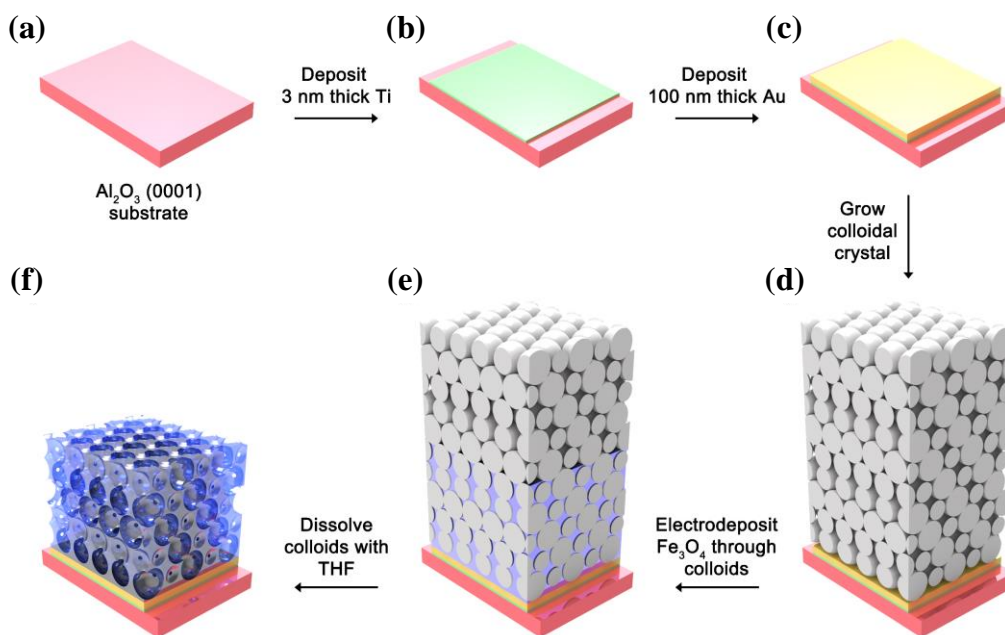 (a)
Deposit
3 nm thick Ti
(b)
Deposit
100 nm thick Au
(c)
Al₂O₃ (0001)
substrate
Grow
colloidal
crystal
(f)
(e)
(d)
Dissolve
colloids with
THF
Electrodeposit
Fe₃O₄ through
colloids